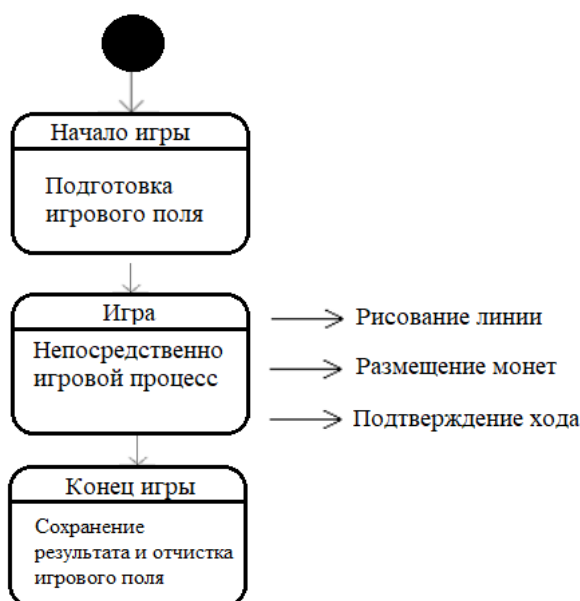 Начало игры
Подготовка
игрового поля
Игра
Непосредственно
игровой процесс
Рисование линии
Размещение монет
Подтверждение хода
Конец игры
Сохранение
результата и отчистка
игрового поля